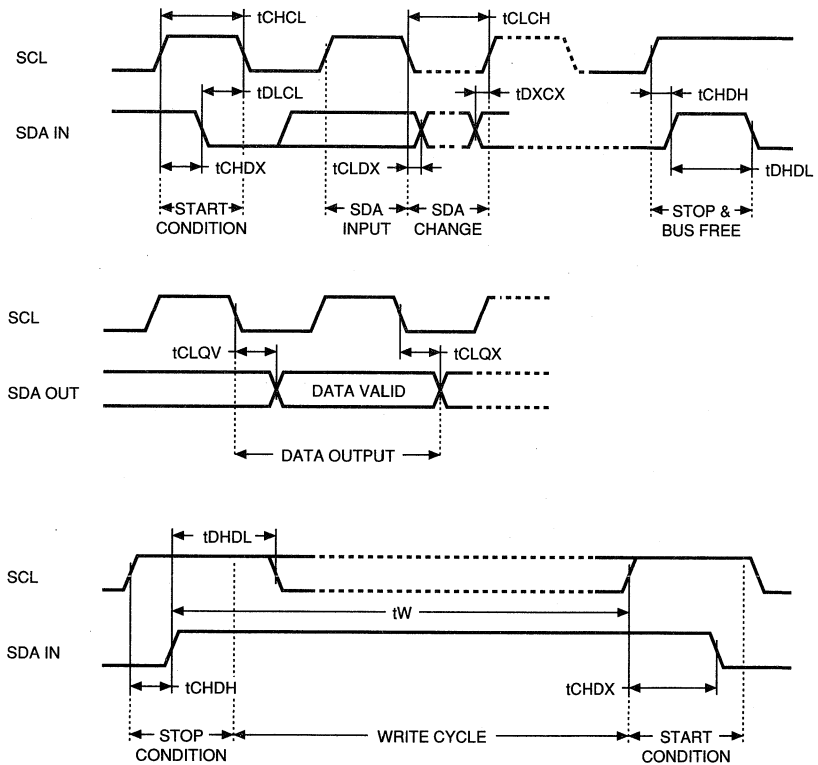 tCHCL
tCLCH
SCL
tDLCL
tDXCX
tCHDH
SDA IN
tCHDX
tCLDX
tDHDL
START
CONDITION
SDA
INPUT
SDA
CHANGE
STOP &
BUS FREE
SCL
tCLQV
tCLQX
SDA OUT
DATA VALID
DATA OUTPUT
tDHDL
SCL
tW
SDA IN
tCHDH
tCHDX
STOP
CONDITION
WRITE CYCLE
START
CONDITION